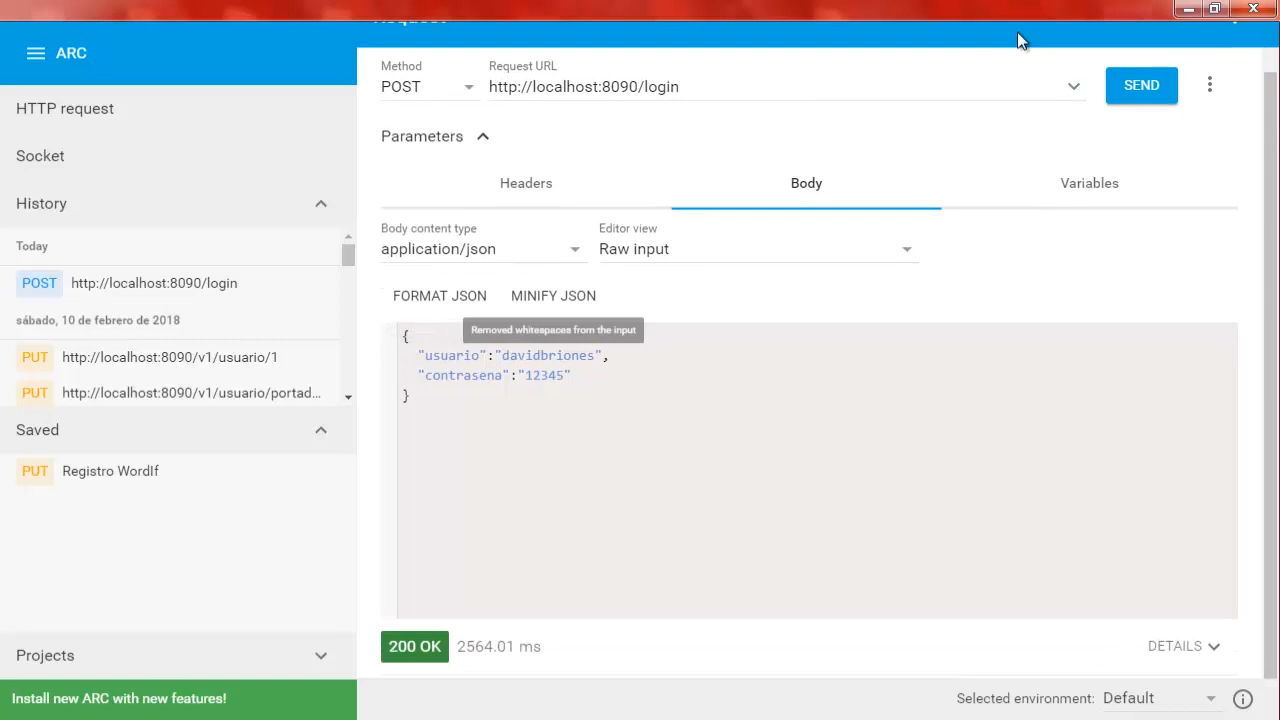 ARC
HTTP request
Socket
History
Today
POST http://localhost:8090/login
sábado, 10 de febrero de 2018
PUT http://localhost:8090/v1/usuario/1
PUT http://localhost:8090/v1/usuario/portad...
Saved
PUT Registro WordIf
Projects
Install new ARC with new features!
Method
POST
Request URL
http://localhost:8090/login
SEND
Parameters
Headers
Body
Variables
Body content type
application/json
Editor view
Raw input
FORMAT JSON
MINIFY JSON
Removed whitespaces from the input
{
"usuario":"davidbriones",
"contrasena":"12345"
}
200 OK
2564.01 ms
DETAILS
Selected environment: Default